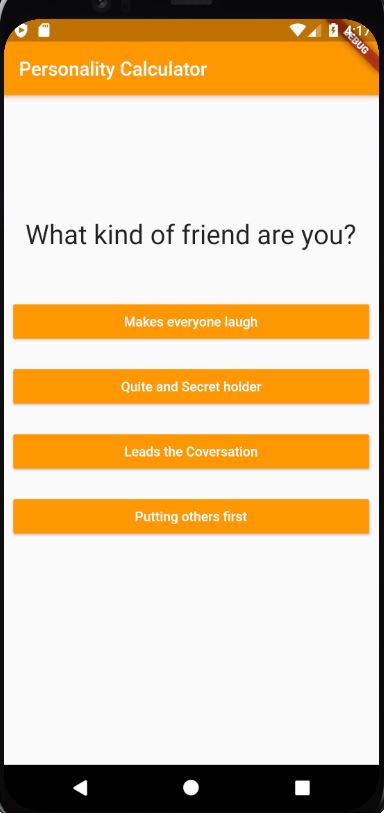 4:17
DEBUG
Personality Calculator
What kind of friend are you?
Makes everyone laugh
Quite and Secret holder
Leads the Coversation
Putting others first